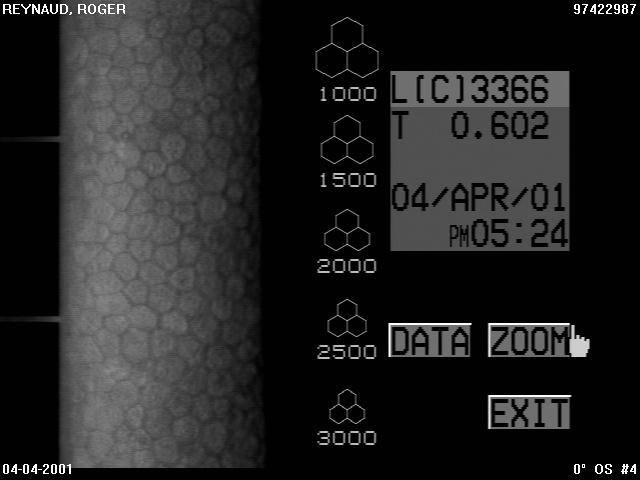 REYNAUD, ROGER
97422987
1000
1500
2000
2500
3000
L[C]3366
T 0.602
04/APR/01
PM05:24
DATA
ZOOM
EXIT
04-04-2001
0° OS #4